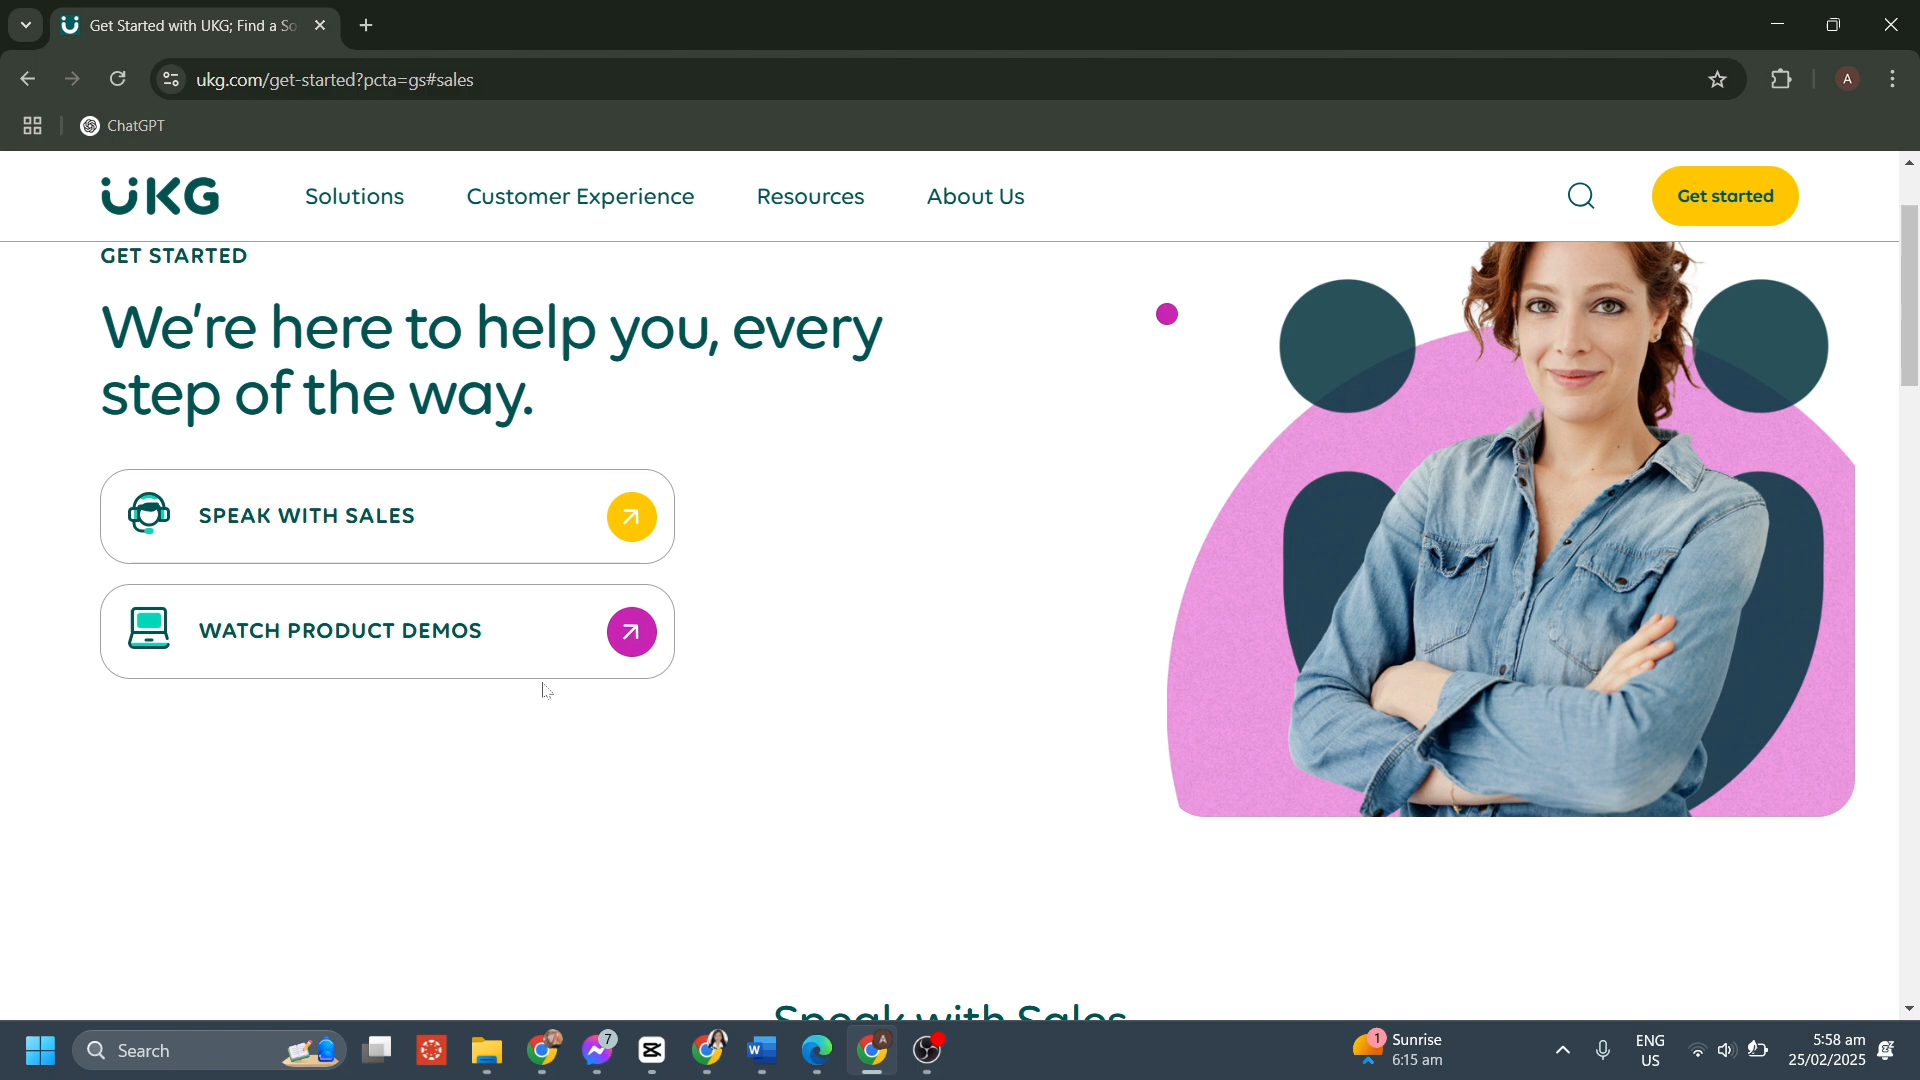 Get Started with UKG; Find a So
ukg.com/get-started?pcta=gs#sales
A
ChatGPT
UKG
Solutions
Customer Experience
Resources
About Us
Get started
GET STARTED
We're here to help you, every
step of the way.
SPEAK WITH SALES
WATCH PRODUCT DEMOS
Speak with Sales
Search
7
W
A
1
Sunrise
6:15 am
ENG
US
5:58 am
25/02/2025